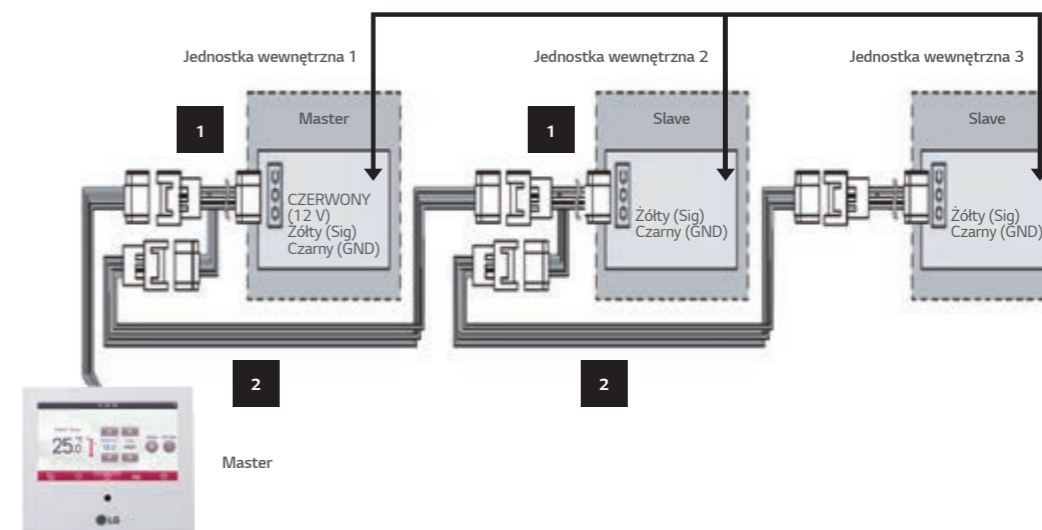 Jednostka wewnętrzna 1
Jednostka wewnętrzna 2
Jednostka wewnętrzna 3
1
Master
1
Slave
Slave
CZERWONY
(12 V)
Żółty (Sig)
Czarny (GND)
Żółty (Sig)
Czarny (GND)
Żółty (Sig)
Czarny (GND)
2
2
25
Master
LG